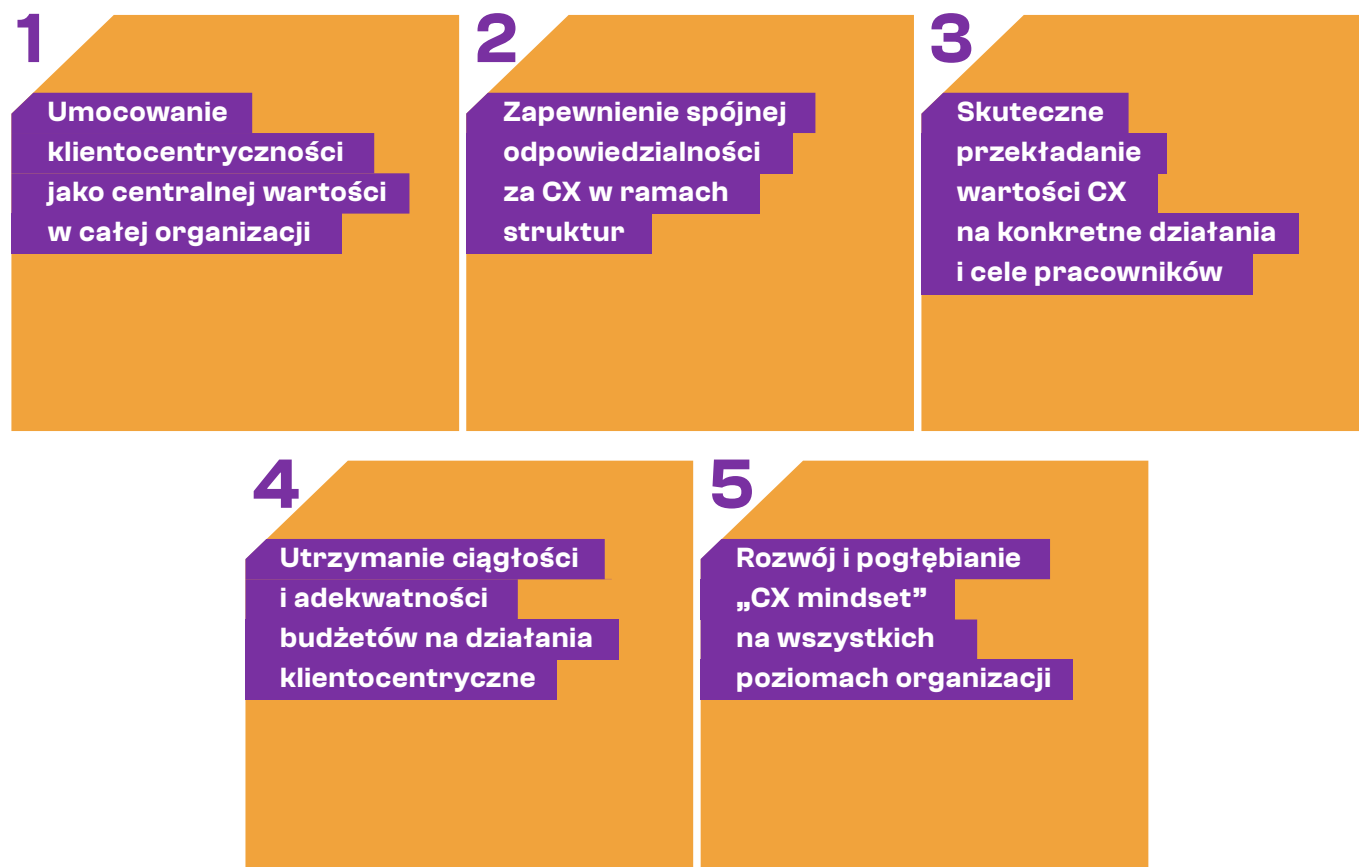 1
Umocowanie
klientocentryczności
jako centralnej wartości
w całej organizacji
2
Zapewnienie spójnej
odpowiedzialności
za CX w ramach
struktur
3
Skuteczne
przekładanie
wartości CX
na konkretne działania
i cele pracowników
4
Utrzymanie ciągłości
i adekwatności
budżetów na działania
klientocentryczne
5
Rozwój i pogłębianie
„CX mindset”
na wszystkich
poziomach organizacji